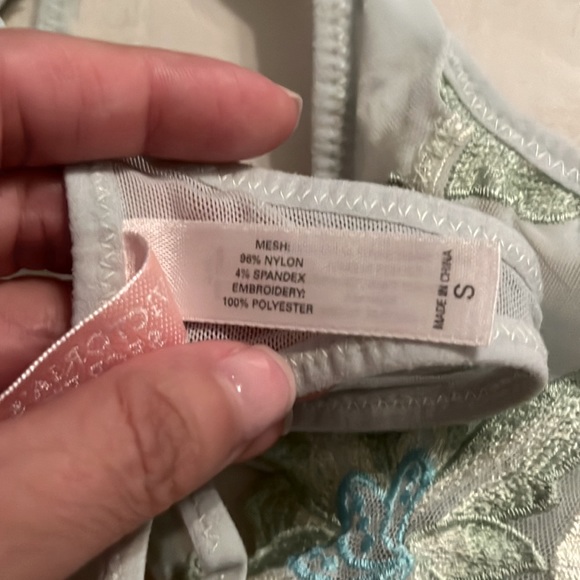 MESH:
96% NYLON
4% SPANDEX
EMBROIDERY:
100% POLYESTER
MADE IN CHINA
S